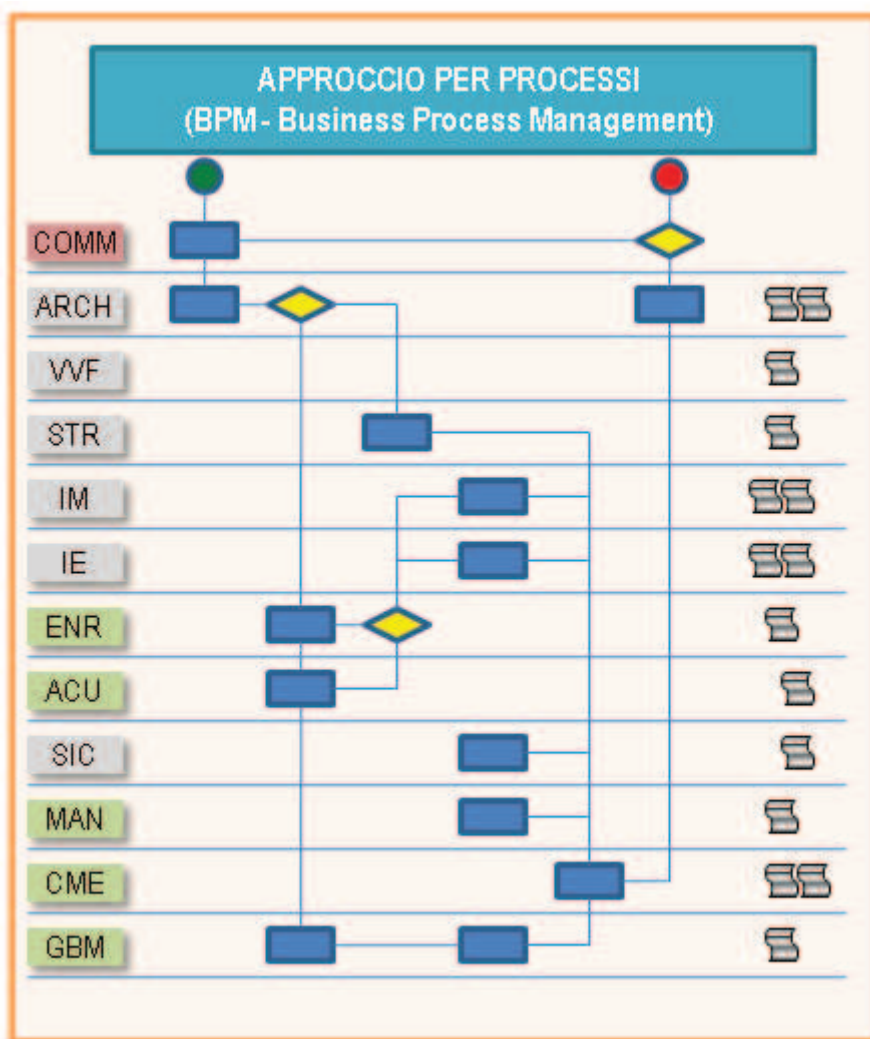 APPROCCIO PER PROCESSI
(BPM - Business Process Management)
COMM
ARCH
VVF
STR
IM
IE
ENR
ACU
SIC
MAN
CME
GBM